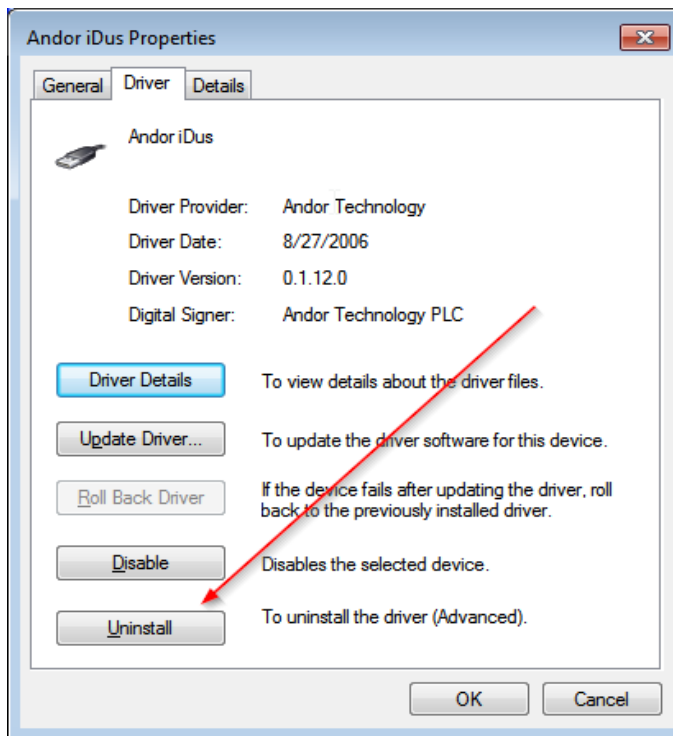 Andor iDus Properties
General Driver Details
Andor iDus
Driver Provider: Andor Technology
Driver Date: 8/27/2006
Driver Version: 0.1.12.0
Digital Signer: Andor Technology PLC
Driver Details To view details about the driver files.
Update Driver... To update the driver software for this device.
Roll Back Driver If the device fails after updating the driver, roll
back to the previously installed driver.
Disable Disables the selected device.
Uninstall To uninstall the driver (Advanced).
OK Cancel